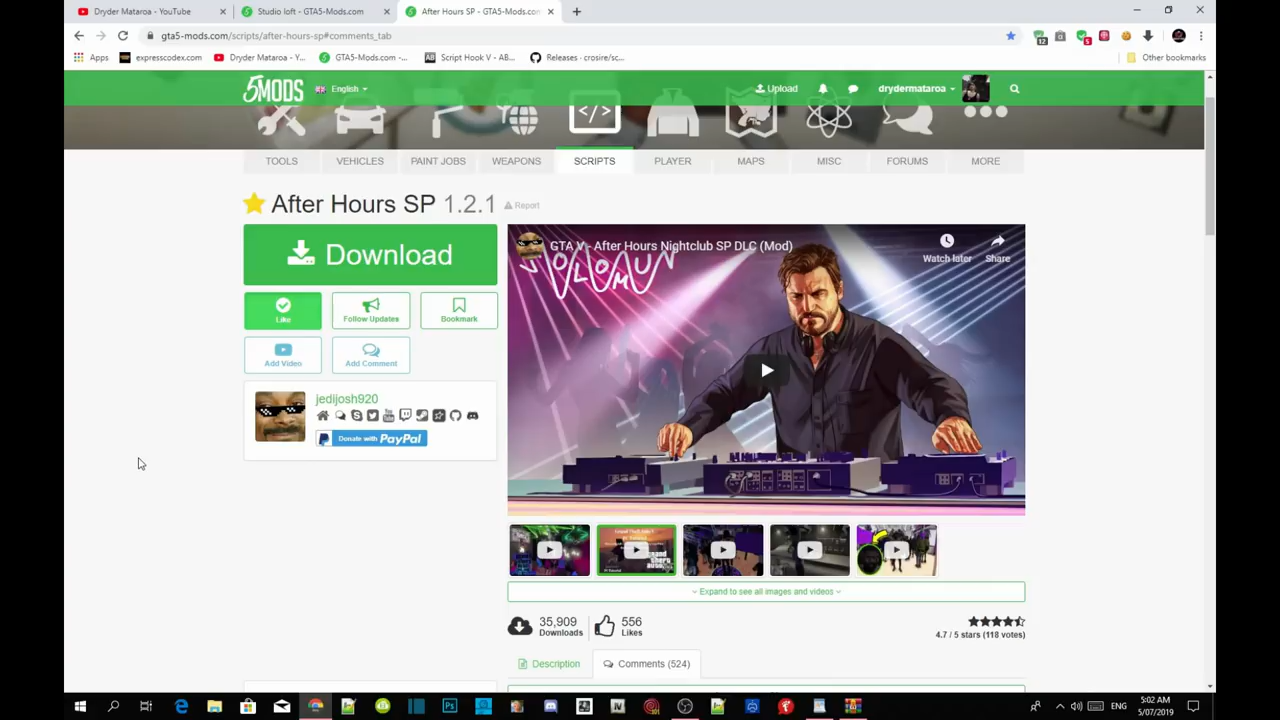 Dryder Mataroa - YouTube
Studio loft - GTA5-Mods.com
After Hours SP - GTA5-Mods.com
gta5-mods.com/scripts/after-hours-sp#comments_tab
12
5
Apps
expresscodex.com
Dryder Mataroa - Y...
GTA5-Mods.com -...
Script Hook V - AB...
Releases · crosire/sc...
Other bookmarks
5MODS
English
Upload
drydermataroa
TOOLS
VEHICLES
PAINT JOBS
WEAPONS
SCRIPTS
PLAYER
MAPS
MISC
FORUMS
MORE
After Hours SP 1.2.1
Report
Download
GTA V - After Hours Nightclub SP DLC (Mod)
Watch later
Share
SOLOMUN
Like
Follow Updates
Bookmark
Add Video
Add Comment
jedijosh920
Donate with PayPal
Expand to see all images and videos
35,909
Downloads
556
Likes
4.7 / 5 stars (118 votes)
Description
Comments (524)
ENG
5:02 AM
5/07/2019